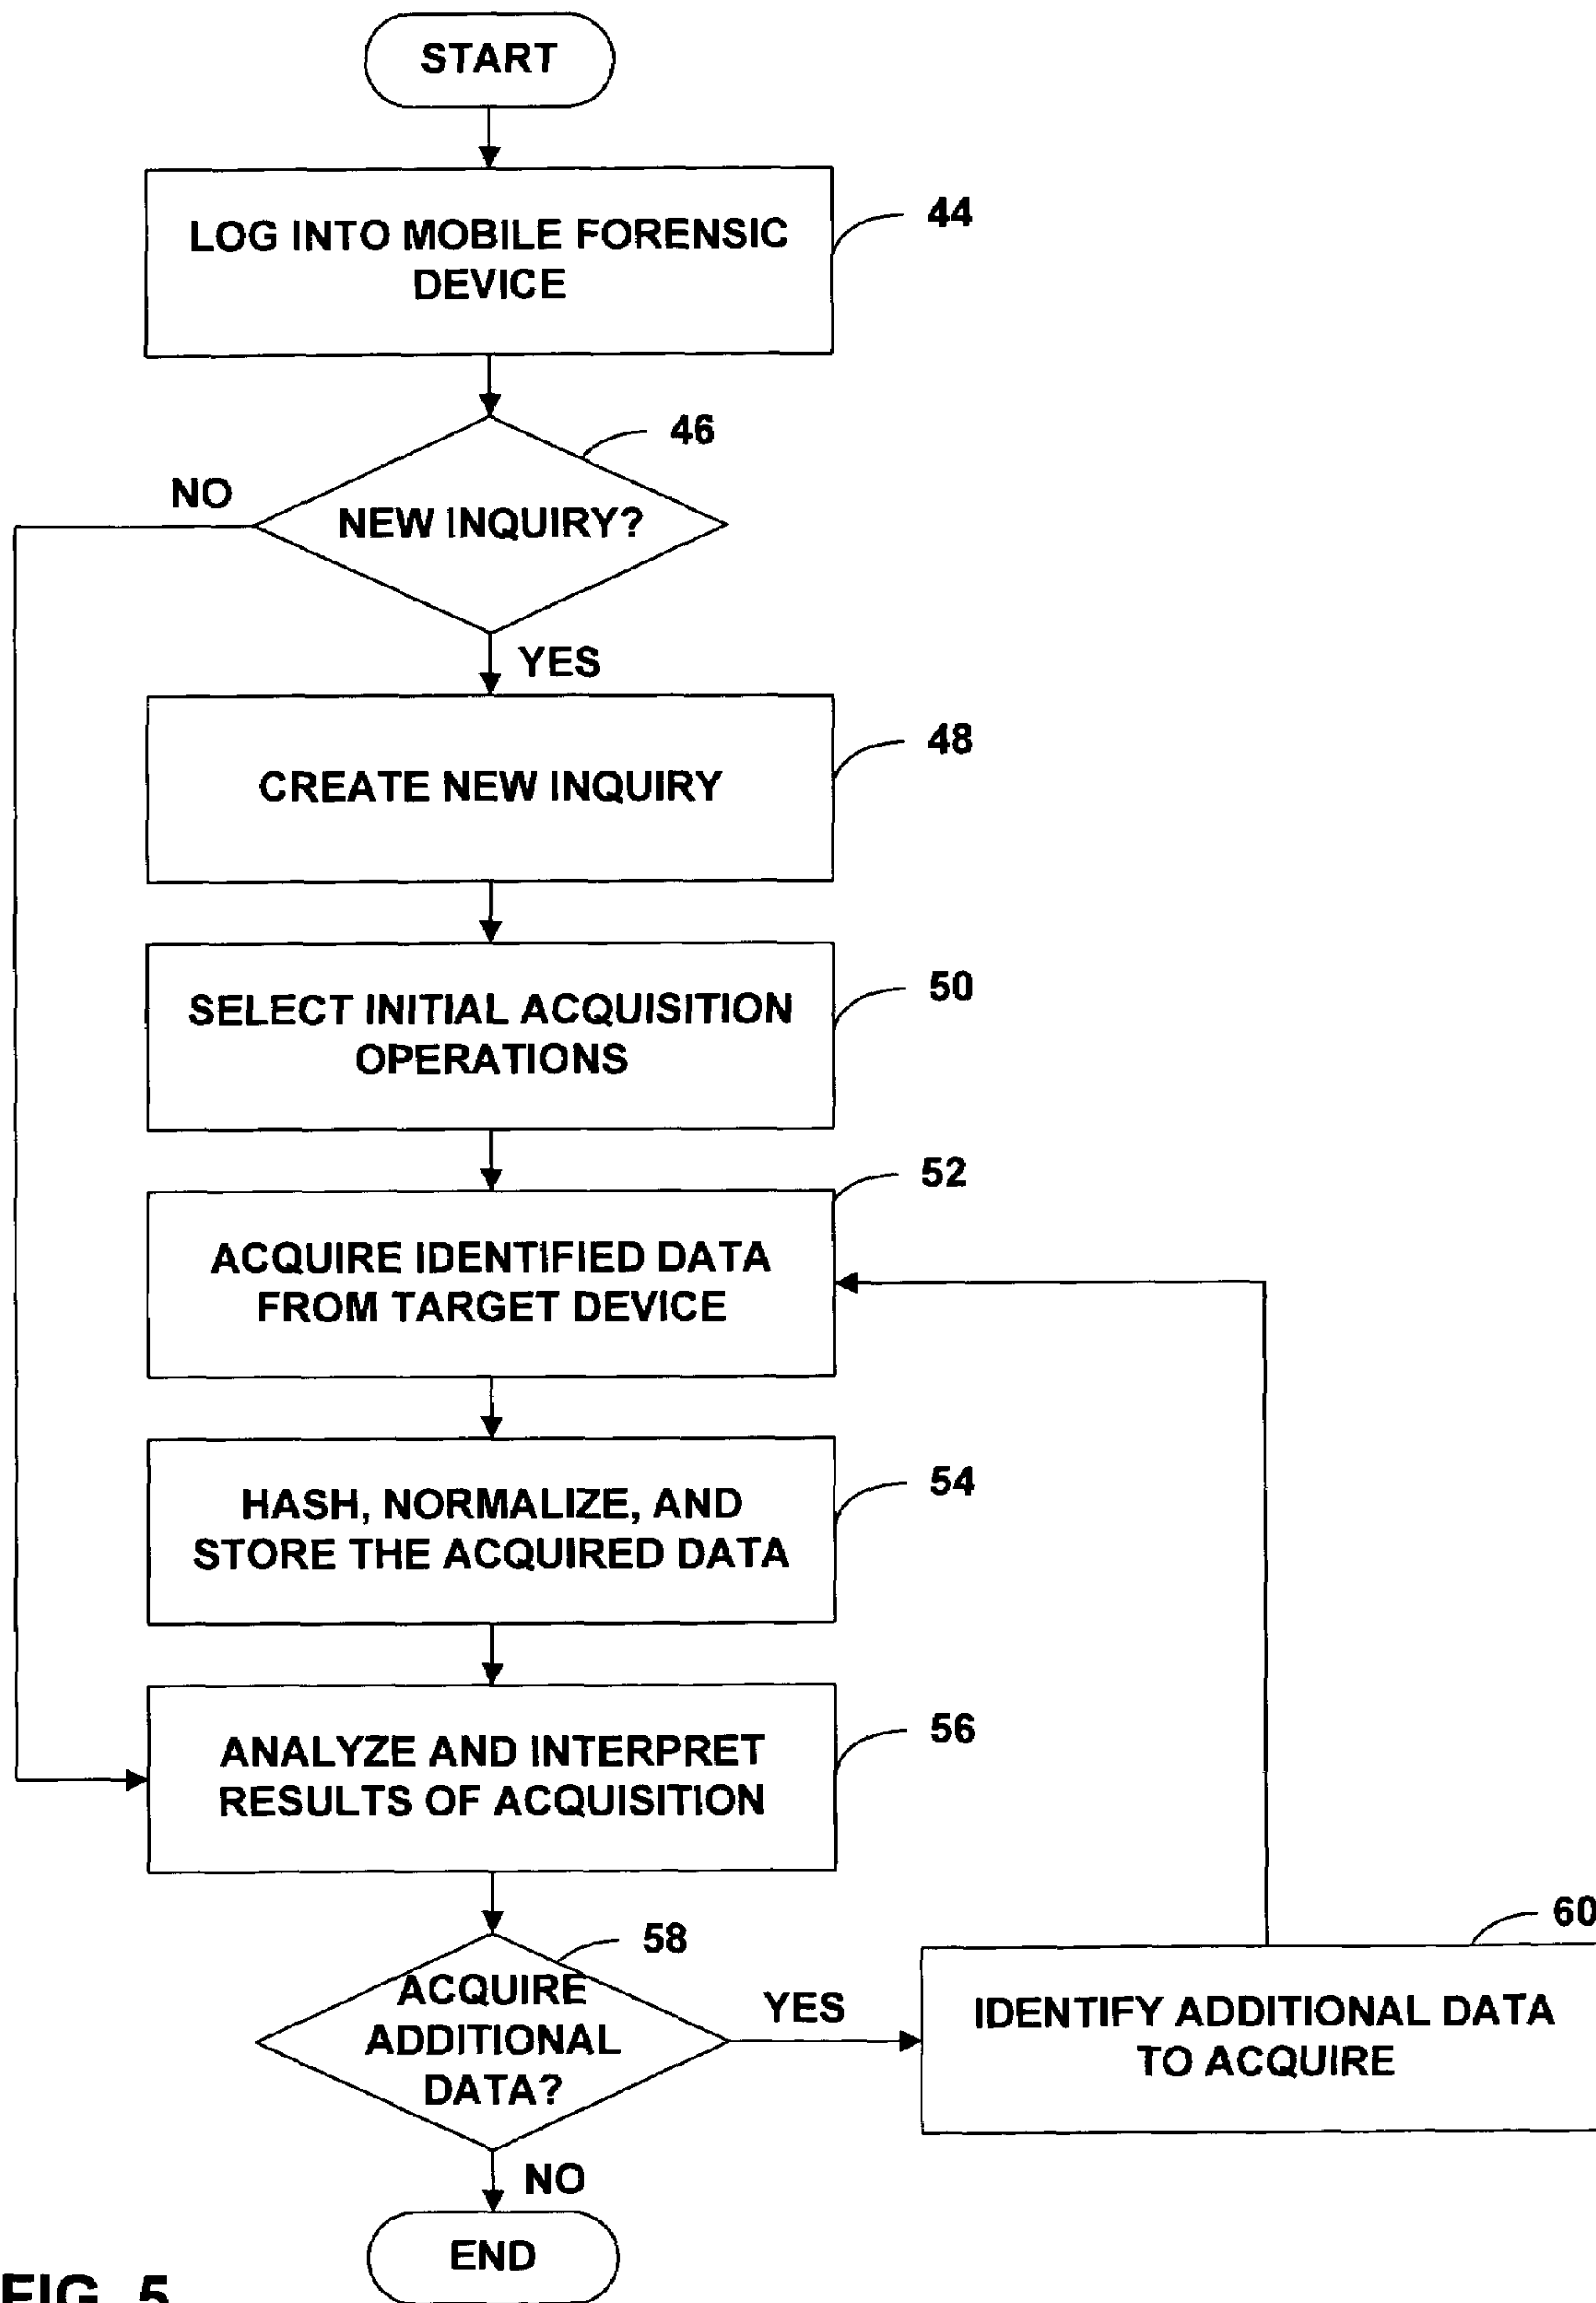 START
LOG INTO MOBILE FORENSIC
DEVICE
44
46
NO
NEW INQUIRY?
YES
48
CREATE NEW INQUIRY
50
SELECT INITIAL ACQUISITION
OPERATIONS
52
ACQUIRE IDENTIFIED DATA
FROM TARGET DEVICE
54
HASH, NORMALIZE, AND
STORE THE ACQUIRED DATA
56
ANALYZE AND INTERPRET
RESULTS OF ACQUISITION
58
ACQUIRE
ADDITIONAL
DATA?
YES
60
IDENTIFY ADDITIONAL DATA
TO ACQUIRE
NO
END
FIG. 5